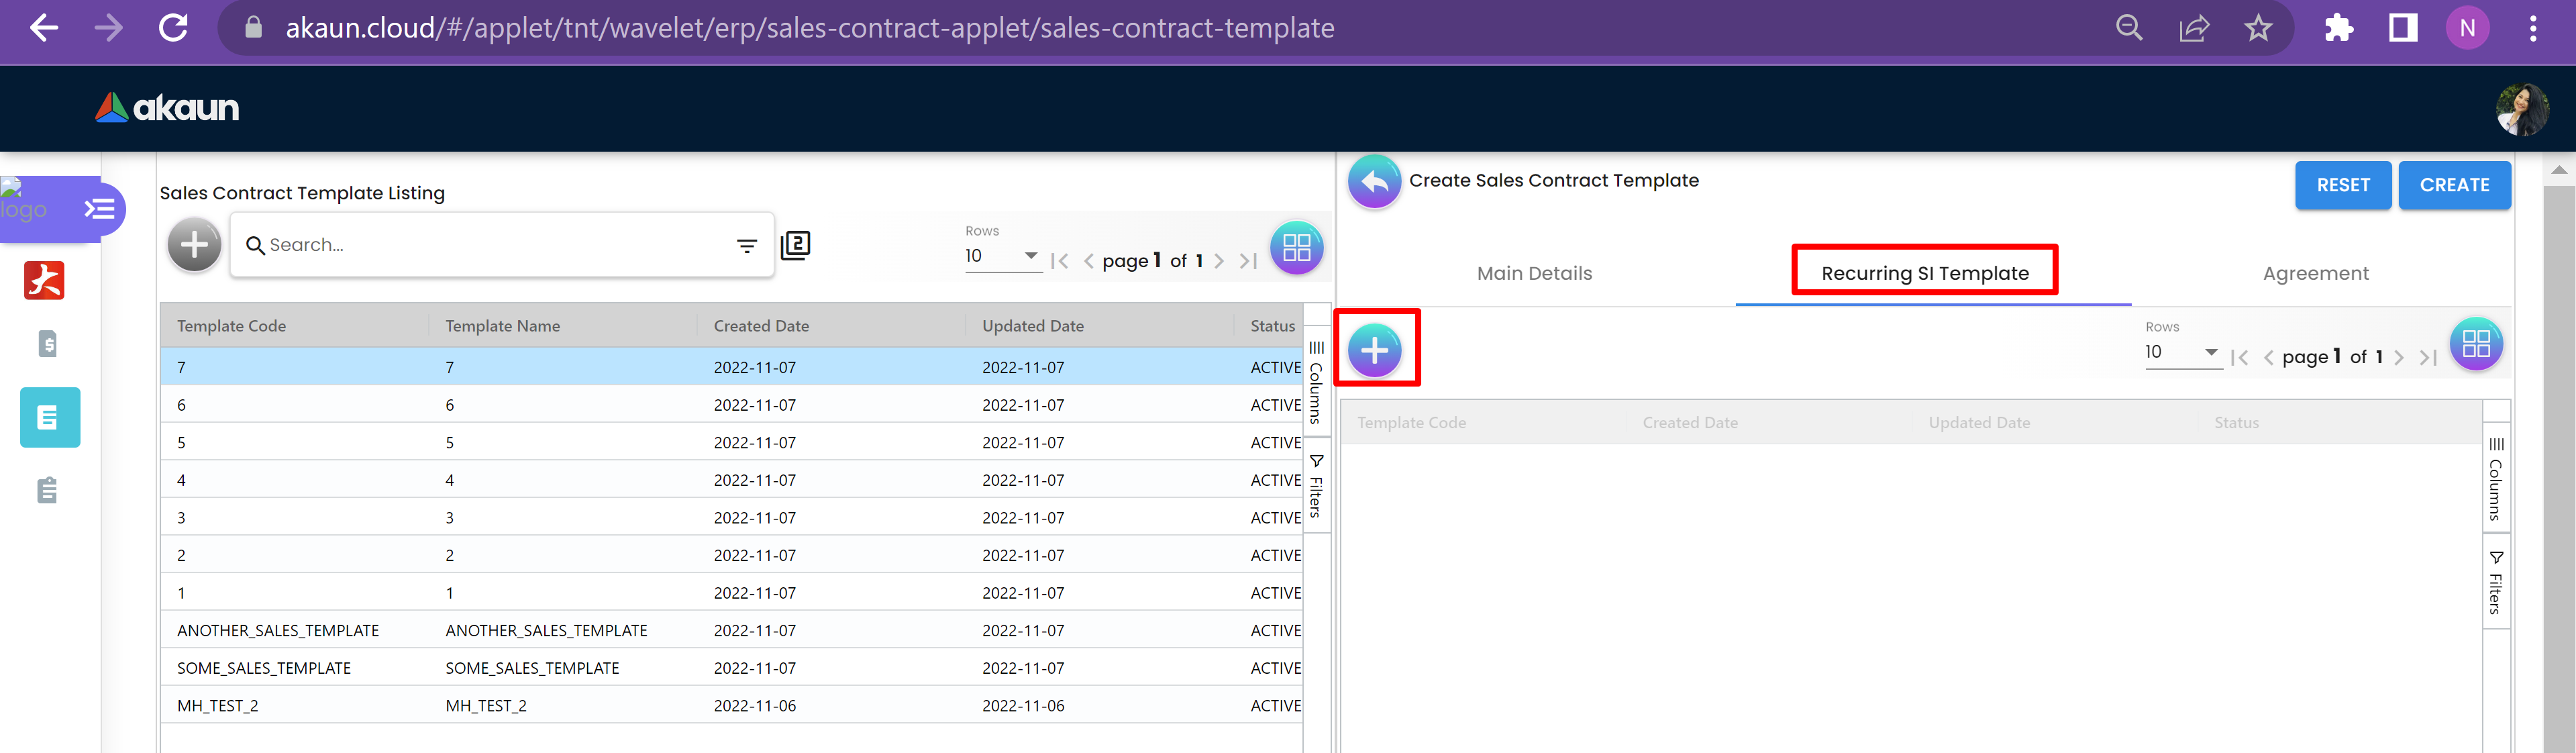 akaun.cloud/#/applet/tnt/wavelet/erp/sales-contract-applet/sales-contract-template
N
akaun
logo
Sales Contract Template Listing
Search...
2
Rows
10
page 1 of 1
Template Code Template Name Created Date Updated Date Status
7 7 2022-11-07 2022-11-07 ACTIVE
6 6 2022-11-07 2022-11-07 ACTIVE
5 5 2022-11-07 2022-11-07 ACTIVE
4 4 2022-11-07 2022-11-07 ACTIVE
3 3 2022-11-07 2022-11-07 ACTIVE
2 2 2022-11-07 2022-11-07 ACTIVE
1 1 2022-11-07 2022-11-07 ACTIVE
ANOTHER_SALES_TEMPLATE ANOTHER_SALES_TEMPLATE 2022-11-07 2022-11-07 ACTIVE
SOME_SALES_TEMPLATE SOME_SALES_TEMPLATE 2022-11-07 2022-11-07 ACTIVE
MH_TEST_2 MH_TEST_2 2022-11-06 2022-11-06 ACTIVE
Columns
Filters
Create Sales Contract Template
RESET
CREATE
Main Details
Recurring SI Template
Agreement
Rows
10
page 1 of 1
Template Code Created Date Updated Date Status
Columns
Filters